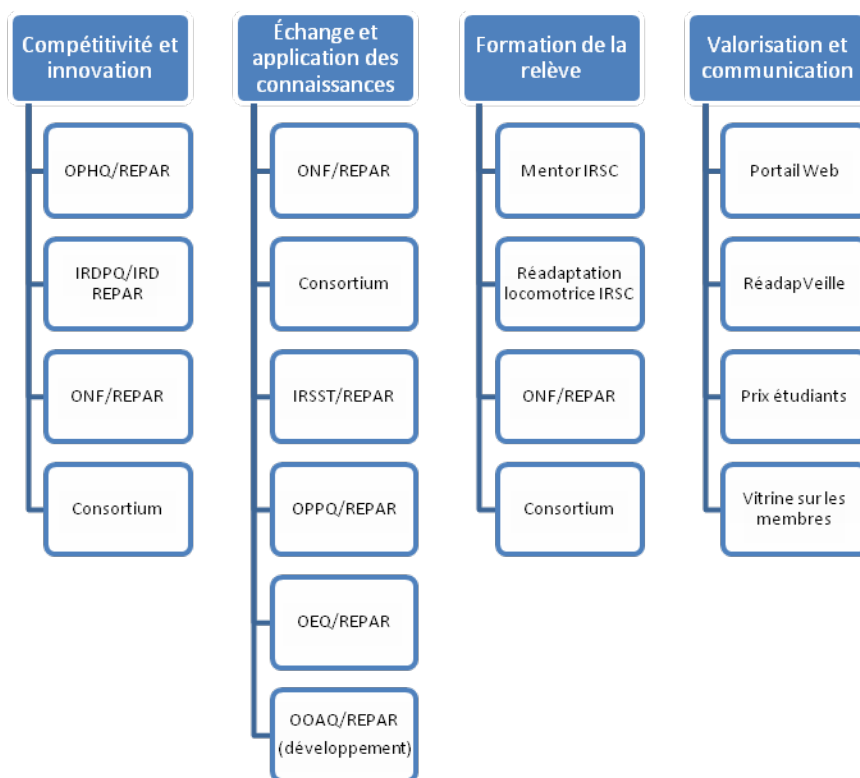 Compétitivité et
innovation
OPHQ/REPAR
IRDPQ/IRD
REPAR
ONF/REPAR
Consortium
Échange et
application des
connaissances
ONF/REPAR
Consortium
IRSST/REPAR
OPPQ/REPAR
OEQ/REPAR
OOAQ/REPAR
(développement)
Formation de la
relève
Mentor IRSC
Réadaptation
locomotrice IRSC
ONF/REPAR
Consortium
Valorisation et
communication
Portail Web
RéadapVeille
Prix étudiants
Vitrine sur les
membres